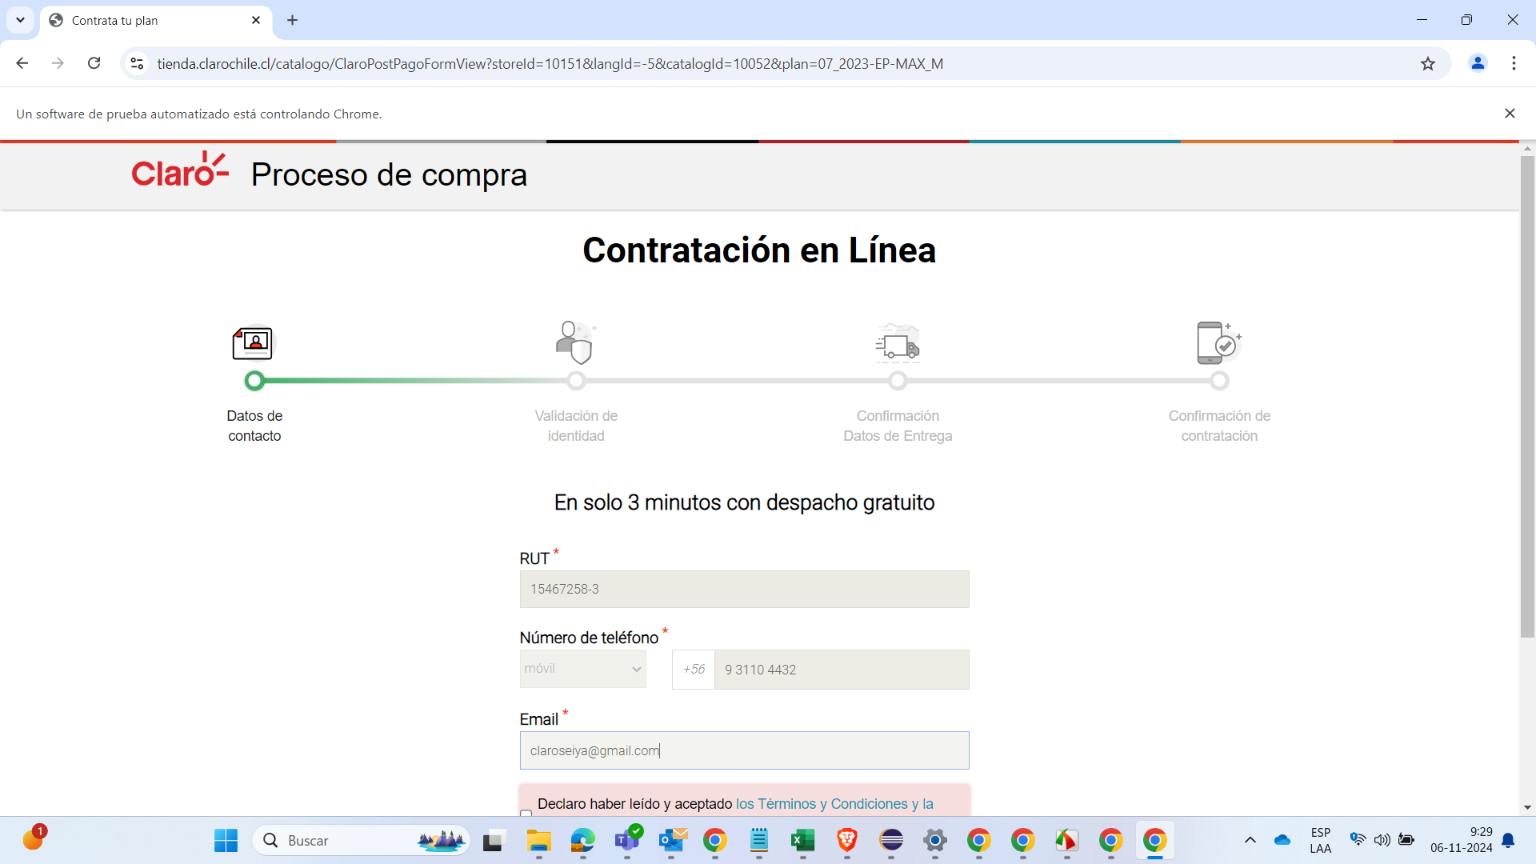 Contrata tu plan
tienda.clarochile.cl/catalogo/ClaroPostPagoFormView?storeId=10151&langId=-5&catalogId=10052&plan=07_2023-EP-MAX_M
Un software de prueba automatizado está controlando Chrome.
Claro Proceso de compra
Contratación en Línea
Datos de
contacto
Validación de
identidad
Confirmación
Datos de Entrega
Confirmación de
contratación
En solo 3 minutos con despacho gratuito
RUT *
15467258-3
Número de teléfono *
móvil
+56
9 3110 4432
Email *
claroseiya@gmail.com
Declaro haber leído y aceptado los Términos y Condiciones y la
1
Buscar
ESP
LAA
9:29
06-11-2024